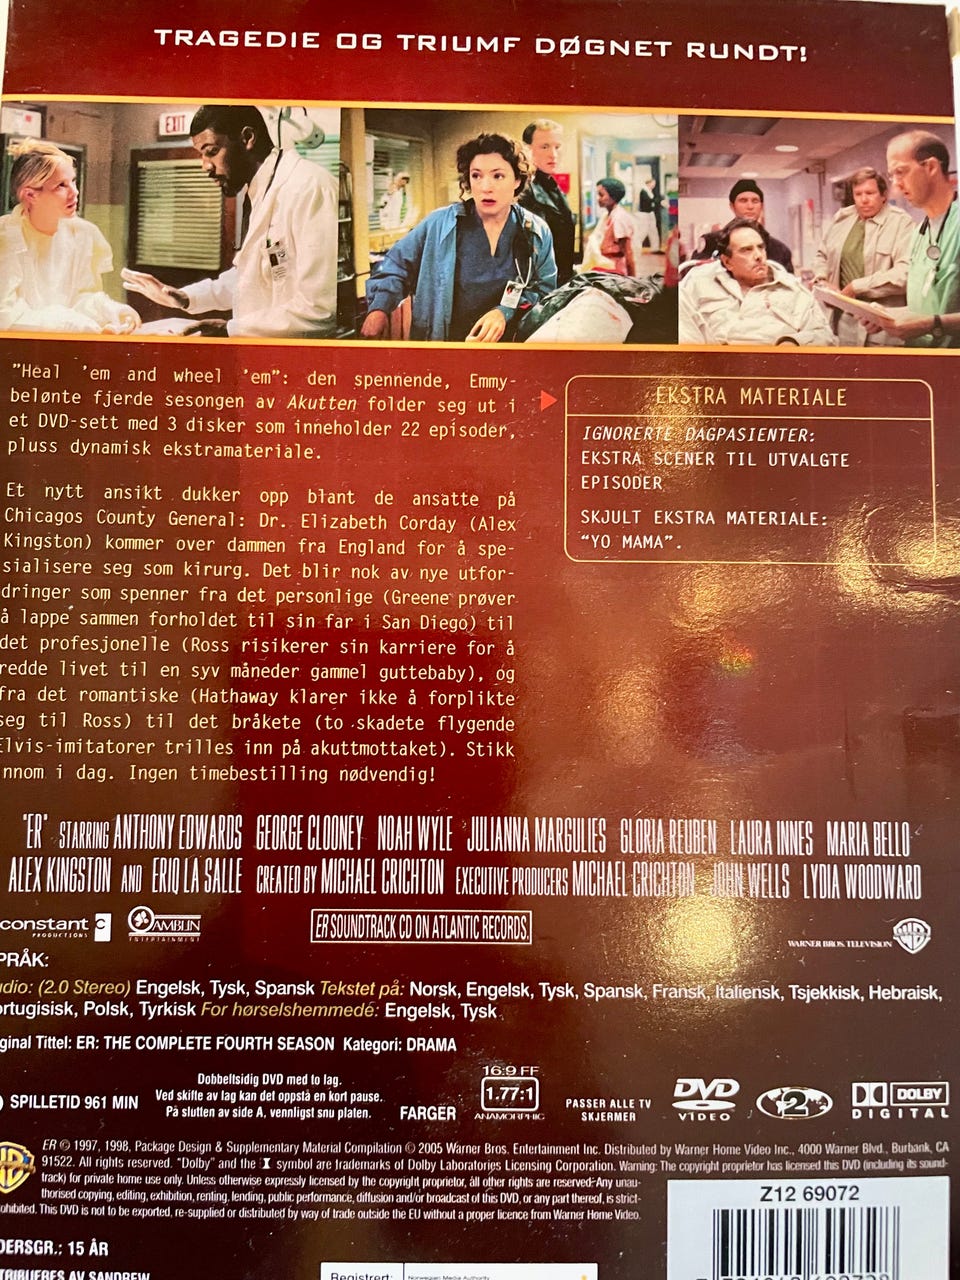 TRAGEDIE OG TRIUMF DØGNET RUNDT!
EXIT
"Heal 'em and wheel 'em": den spennende, Emmy-
belønte fjerde sesongen av Akutten folder seg ut i
et DVD-sett med 3 disker som inneholder 22 episoder,
pluss dynamisk ekstramateriale.
Et nytt ansikt dukker opp blant de ansatte på
Chicagos County General: Dr. Elizabeth Corday (Alex
Kingston) kommer over dammen fra England for å spe-
sialisere seg som kirurg. Det blir nok av nye utfor-
dringer som spenner fra det personlige (Greene prøver
å lappe sammen forholdet til sin far i San Diego) til
det profesjonelle (Ross risikerer sin karriere for å
redde livet til en syv måneder gammel guttebaby), og
fra det romantiske (Hathaway klarer ikke å forplikte
seg til Ross) til det bråkete (to skadete flygende
Elvis-imitatorer trilles inn på akuttmottaket). Stikk
nnom i dag. Ingen timebestilling nødvendig!
EKSTRA MATERIALE
IGNORERTE DAGPASIENTER:
EKSTRA SCENER TIL UTVALGTE
EPISODER
SKJULT EKSTRA MATERIALE:
"YO MAMA".
"ER" STARRING ANTHONY EDWARDS GEORGE CLOONEY NOAH WYLE JULIANNA MARGULIES GLORIA REUBEN LAURA INNES MARIA BELLO
ALEX KINGSTON AND ERIQ LA SALLE CREATED BY MICHAEL CRICHTON EXECUTIVE PRODUCERS MICHAEL CRICHTON JOHN WELLS LYDIA WOODWARD
constant c
PRODUCTIONS
AMBLIN
ENTERTAINMENT
ER SOUNDTRACK CD ON ATLANTIC RECORDS.
WARNER BROS. TELEVISION
PRÅK:
udio: (2.0 Stereo) Engelsk, Tysk, Spansk Tekstet på: Norsk, Engelsk, Tysk, Spansk, Fransk, Italiensk, Tsjekkisk, Hebraisk,
ortugisisk, Polsk, Tyrkisk For hørselshemmede: Engelsk, Tysk
ginal Tittel: ER: THE COMPLETE FOURTH SEASON Kategori: DRAMA
SPILLETID 961 MIN
Dobbeltsidig DVD med to lag.
Ved skifte av lag kan det oppstå en kort pause.
På slutten av side A, vennligst snu platen.
FARGER
16:9 FF
1.77:1
ANAMORPHIC
PASSER ALLE TV
SKJERMER
DVD
VIDEO
2
DOLBY
DIGITAL
ER © 1997, 1998, Package Design & Supplementary Material Compilation © 2005 Warner Bros. Entertainment Inc. Distributed by Warner Home Video Inc., 4000 Warner Blvd., Burbank, CA
91522. All rights reserved. "Dolby" and the symbol are trademarks of Dolby Laboratories Licensing Corporation. Warning: The copyright proprietor has licensed this DVD (including its sound-
track) for private home use only. Unless otherwise expressly licensed by the copyright proprietor, all other rights are reserved. Any unau-
thorised copying, editing, exhibition, renting, lending, public performance, diffusion and/or broadcast of this DVD, or any part thereof, is strict-
ohibited. This DVD is not to be exported, re-supplied or distributed by way of trade outside the EU without a proper licence from Warner Home Video.
WB
Z12 69072
DERSGR.: 15 ÅR
TRIBUERES AV SANDREW
Registrert:
Norwegian Media Authority